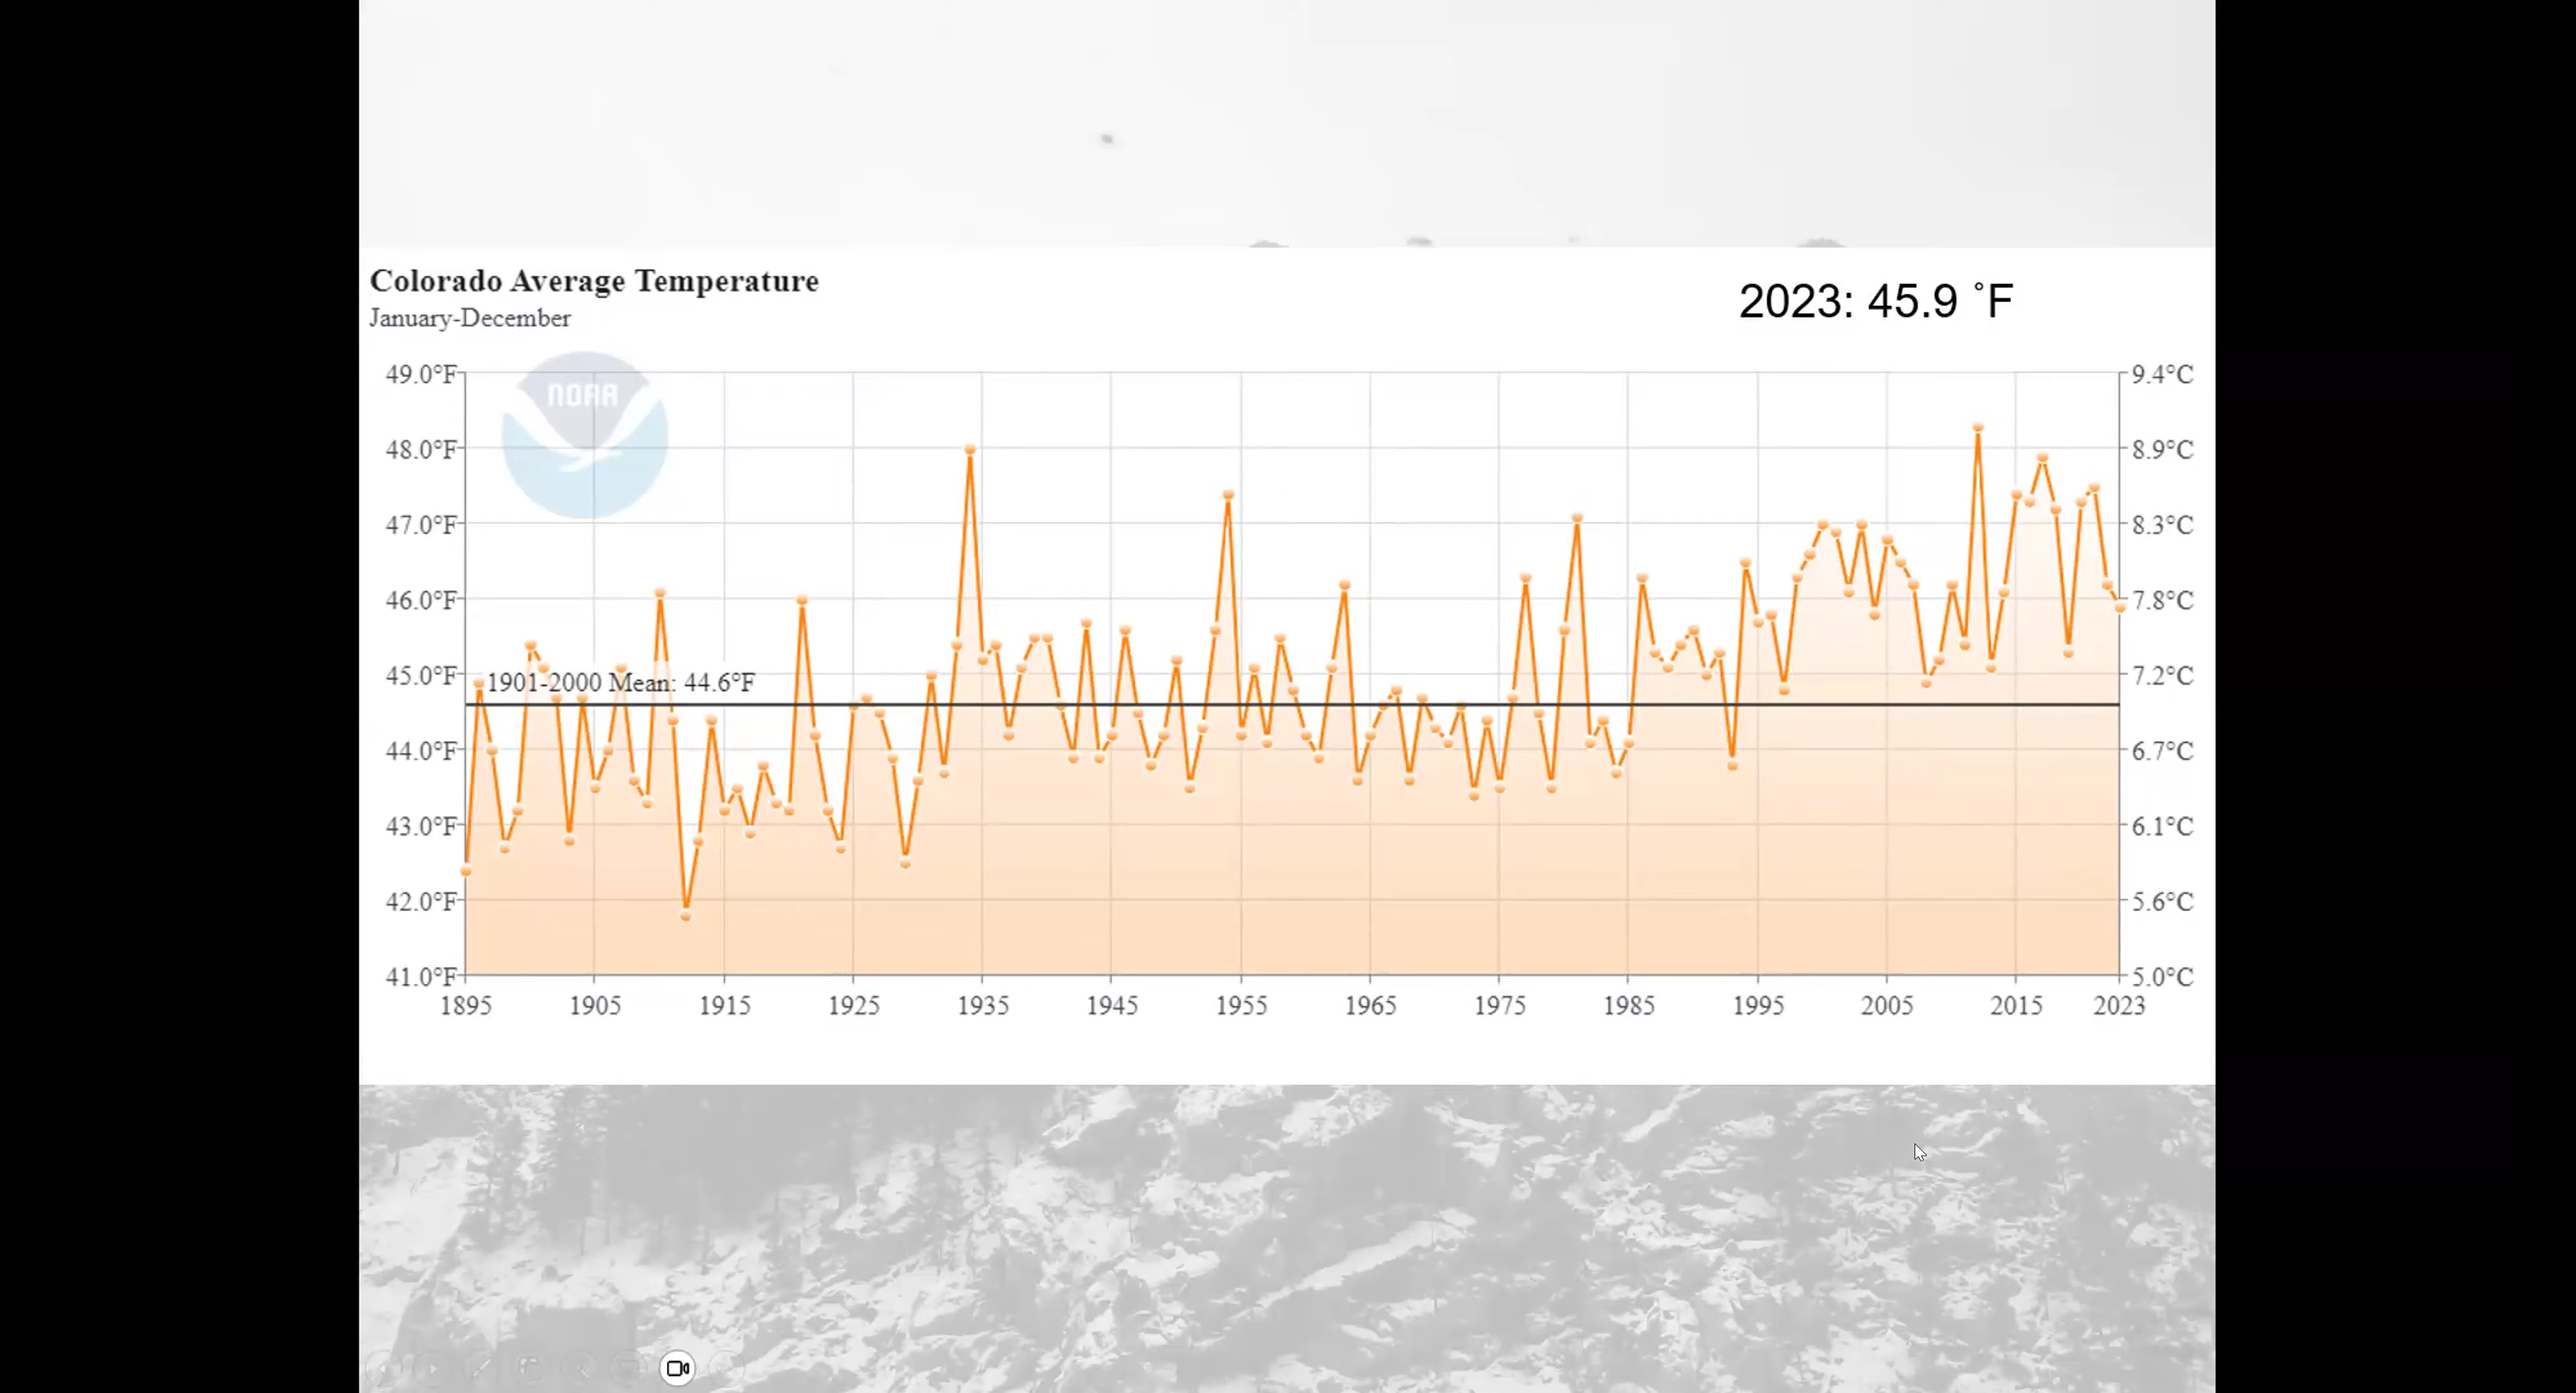 Colorado Average Temperature
January-December
2023: 45.9 °F
NOAA
49.0°F
9.4°C
48.0°F
8.9°C
47.0°F
8.3°C
46.0°F
7.8°C
45.0°F
7.2°C
1901-2000 Mean: 44.6°F
44.0°F
6.7°C
43.0°F
6.1°C
42.0°F
5.6°C
41.0°F
5.0°C
1895 1905 1915 1925 1935 1945 1955 1965 1975 1985 1995 2005 2015 2023